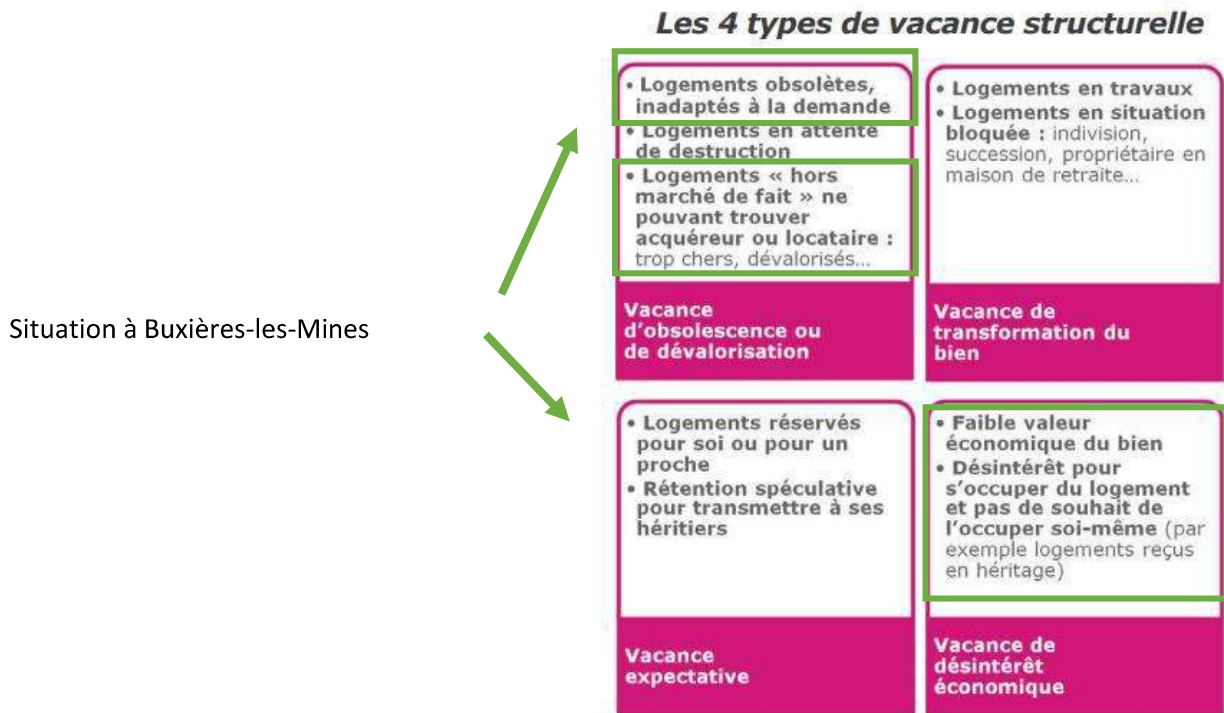 Les 4 types de vacance structurelle
• Logements obsolètes,
inadaptés à la demande
• Logements en attente
de destruction
• Logements « hors
marché de fait » ne
pouvant trouver
acquéreur ou locataire :
trop chers, dévalorisés...
Vacance
d'obsolescence ou
de dévalorisation
• Logements en travaux
• Logements en situation
bloquée : indivision,
succession, propriétaire en
maison de retraite...
Vacance de
transformation du
bien
Situation à Buxières-les-Mines
• Logements réservés
pour soi ou pour un
proche
• Rétention spéculative
pour transmettre à ses
héritiers
Vacance
expectative
• Faible valeur
économique du bien
• Désintérêt pour
s'occuper du logement
et pas de souhait de
l'occuper soi-même (par
exemple logements reçus
en héritage)
Vacance de
désintérêt
économique